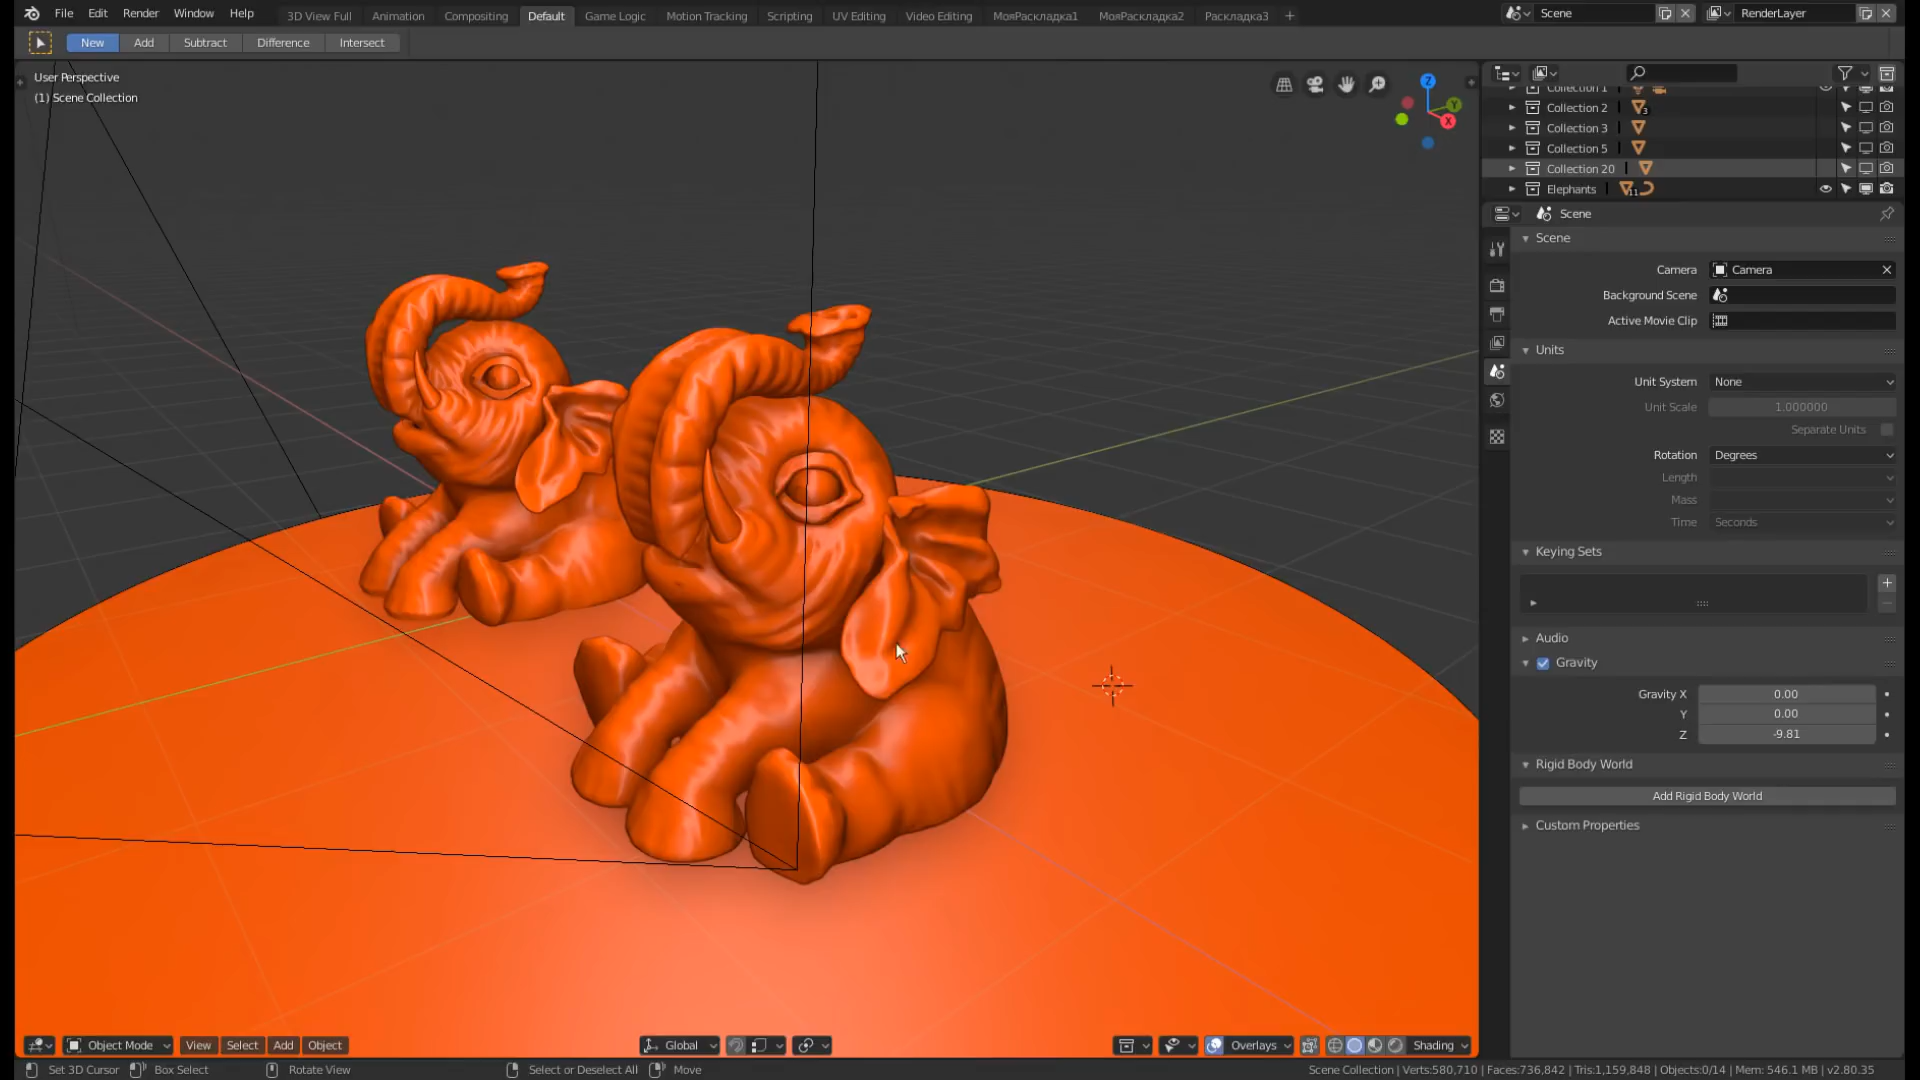 File Edit Render Window Help
3D View Full Animation Compositing Default Game Logic Motion Tracking Scripting UV Editing Video Editing МояРаскладка1 МояРаскладка2 Раскладка3 +
Scene
RenderLayer
New Add Subtract Difference Intersect
User Perspective
(1) Scene Collection
Z
Y
X
Collection 1
Collection 2
3
Collection 3
Collection 5
Collection 20
Elephants
11
Scene
Scene
Camera Camera
Background Scene
Active Movie Clip
Units
Unit System None
Unit Scale 1.000000
Separate Units
Rotation Degrees
Length
Mass
Time Seconds
Keying Sets
Audio
Gravity
Gravity X 0.00
Y 0.00
Z -9.81
Rigid Body World
Add Rigid Body World
Custom Properties
Object Mode View Select Add Object
Global
Overlays
Shading
Set 3D Cursor Box Select Rotate View Select or Deselect All Move
Scene Collection | Verts:580,710 | Faces:736,842 | Tris:1,159,848 | Objects:0/14 | Mem: 546.1 MB | v2.80.35